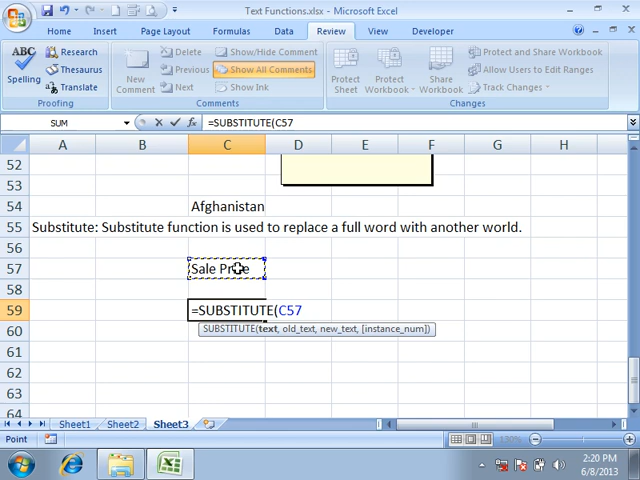 Text Functions.xlsx - Microsoft Excel
Home Insert Page Layout Formulas Data Review View Developer
ABC Spelling
Research
Thesaurus
Translate
Proofing
New Comment
Delete
Previous
Next
Show/Hide Comment
Show All Comments
Show Ink
Comments
Protect Sheet
Protect Workbook
Share Workbook
Protect and Share Workbook
Allow Users to Edit Ranges
Track Changes
Changes
SUM =SUBSTITUTE(C57
A B C D E F G H
52
53
54 Afghanistan
55 Substitute: Substitute function is used to replace a full word with another world.
56
57 Sale Price
58
59 =SUBSTITUTE(C57
60 SUBSTITUTE(text, old_text, new_text, [instance_num])
61
62
63
64
Sheet1 Sheet2 Sheet3
Point 130%
2:20 PM
6/8/2013